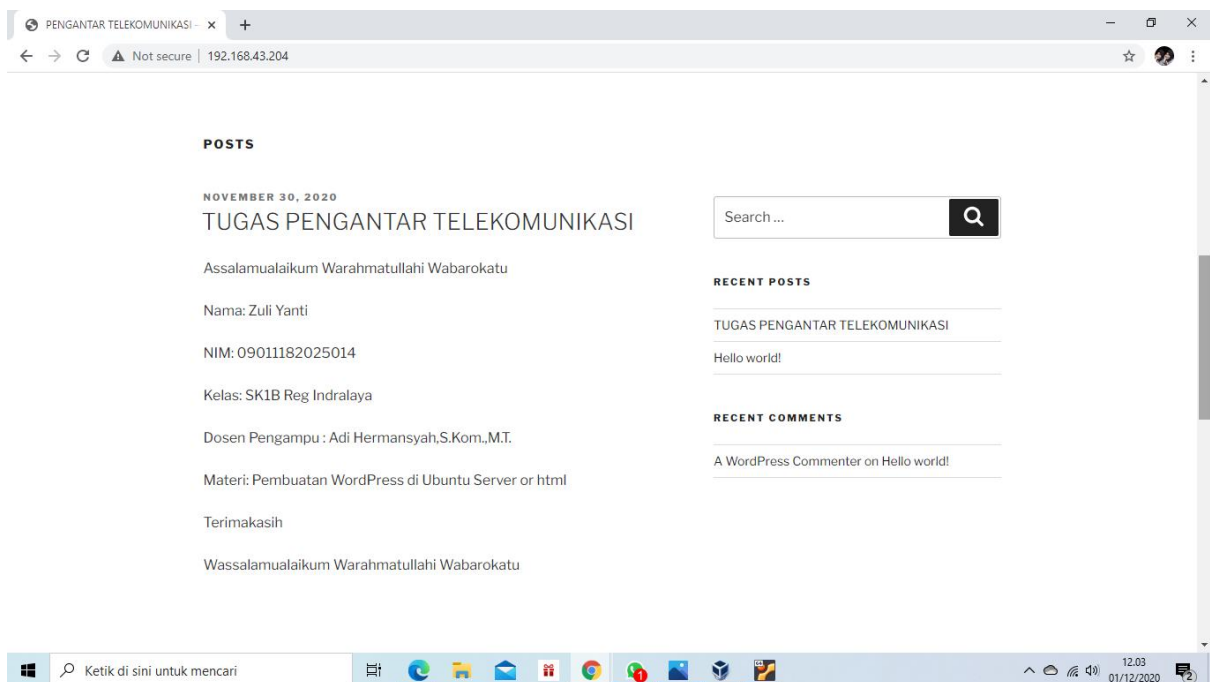 PENGANTAR TELEKOMUNIKASI –
Not secure | 192.168.43.204
POSTS
NOVEMBER 30, 2020
TUGAS PENGANTAR TELEKOMUNIKASI
Assalamualaikum Warahmatullahi Wabarokatu
Nama: Zuli Yanti
NIM: 09011182025014
Kelas: SK1B Reg Indralaya
Dosen Pengampu : Adi Hermansyah,S.Kom.,M.T.
Materi: Pembuatan WordPress di Ubuntu Server or html
Terimakasih
Wassalamualaikum Warahmatullahi Wabarokatu
Search ...
RECENT POSTS
TUGAS PENGANTAR TELEKOMUNIKASI
Hello world!
RECENT COMMENTS
A WordPress Commenter on Hello world!
Ketik di sini untuk mencari
12.03
01/12/2020